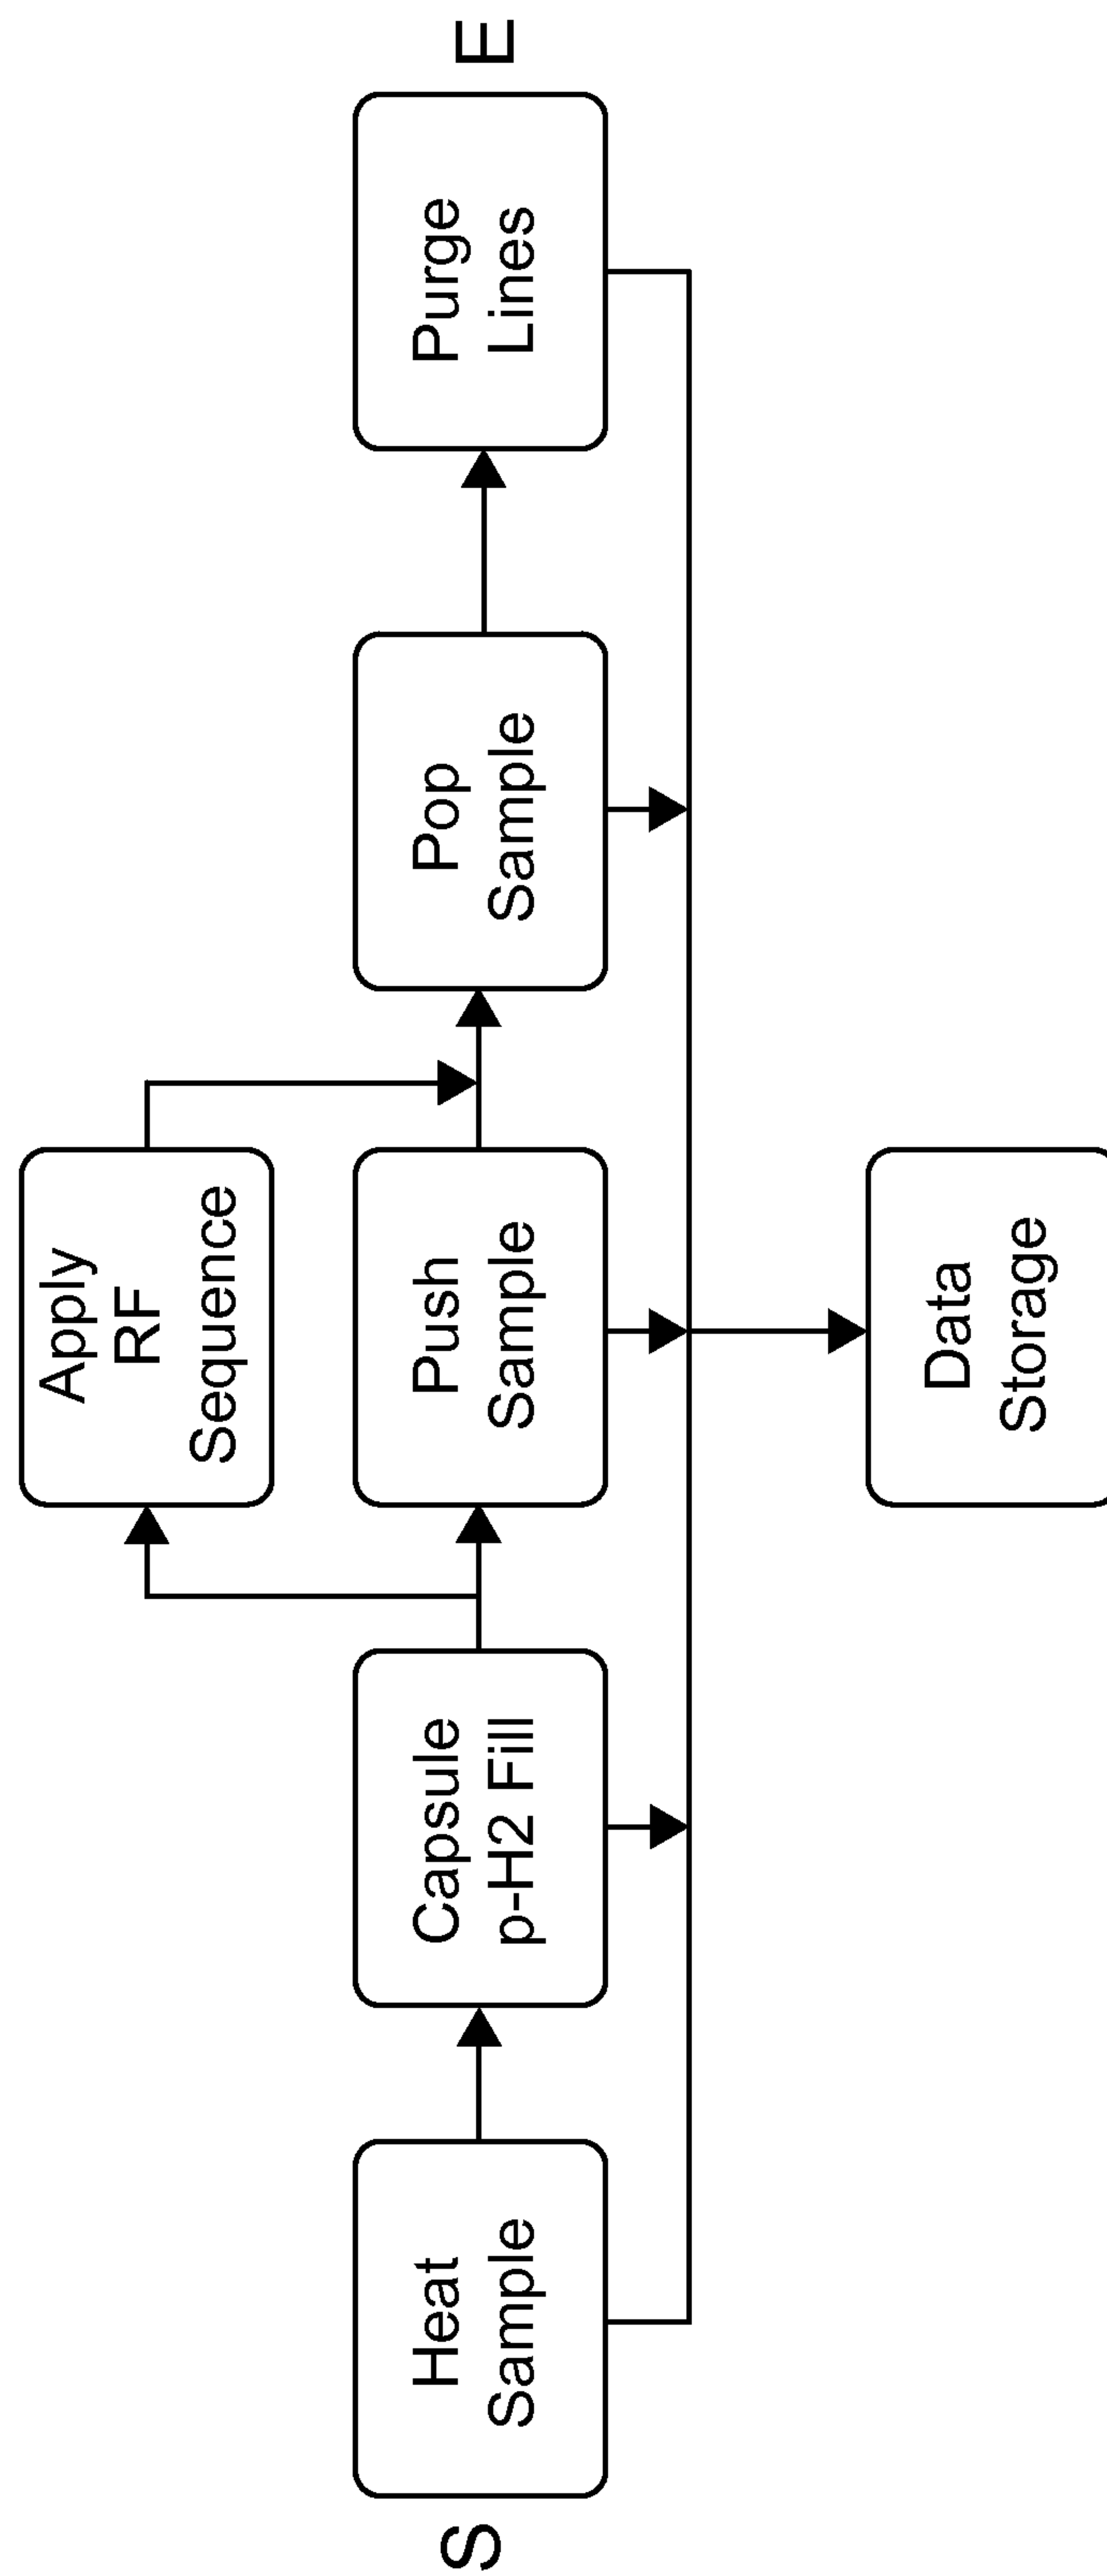 Apply
RF
Sequence
S
Heat
Sample
Capsule
p-H2 Fill
Push
Sample
Pop
Sample
Purge
Lines
E
Data
Storage